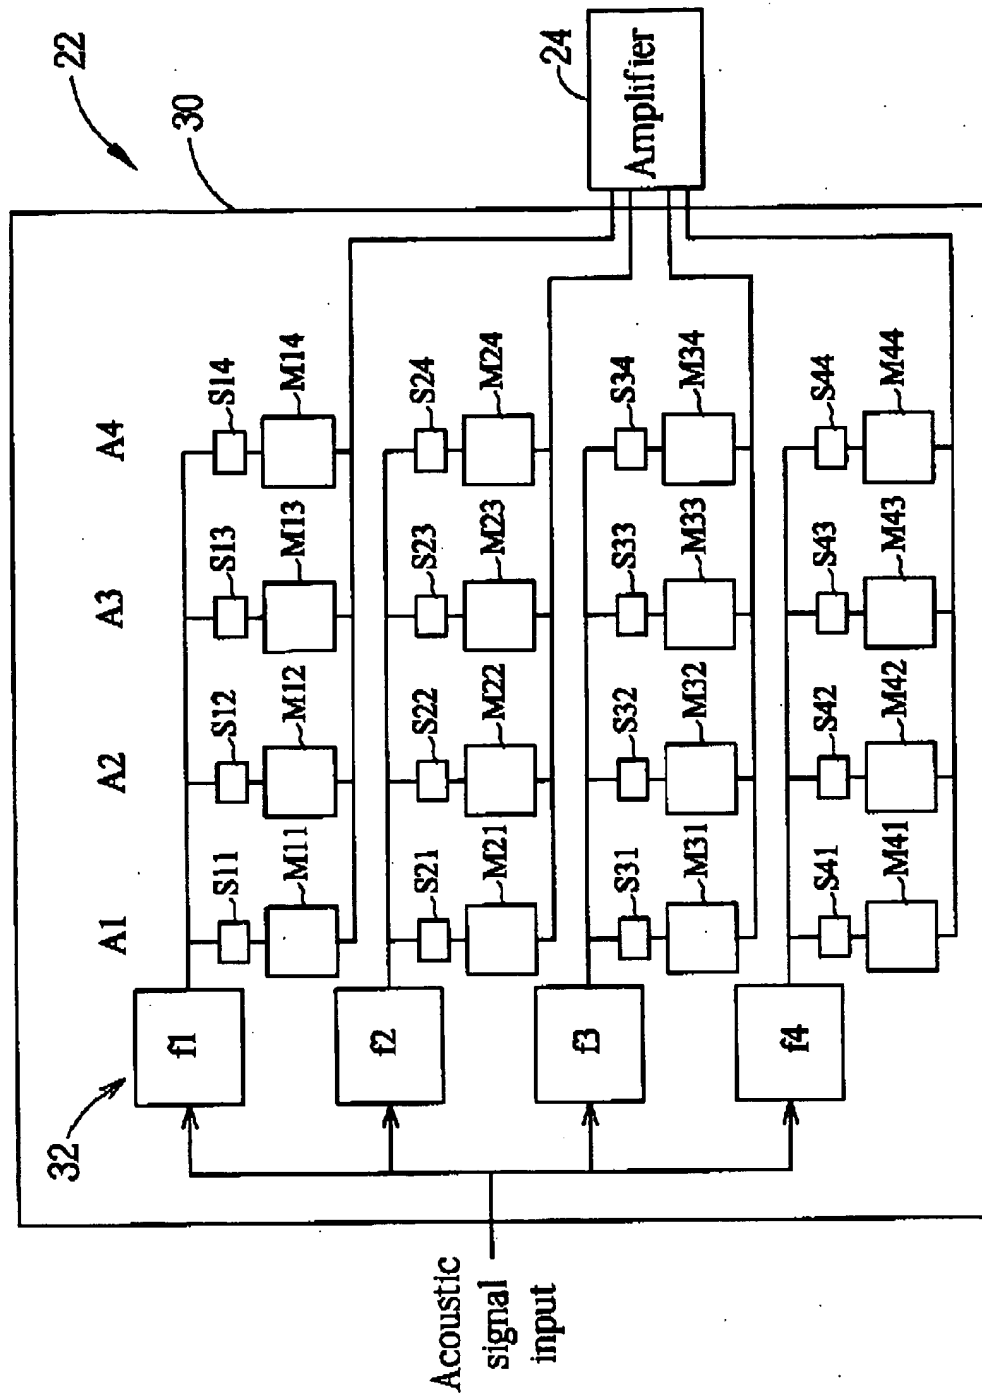 22
30
24
Amplifier
A1
A2
A3
A4
32
f1
S11
M11
S12
M12
S13
M13
S14
M14
f2
S21
M21
S22
M22
S23
M23
S24
M24
f3
S31
M31
S32
M32
S33
M33
S34
M34
f4
S41
M41
S42
M42
S43
M43
S44
M44
Acoustic
signal
input